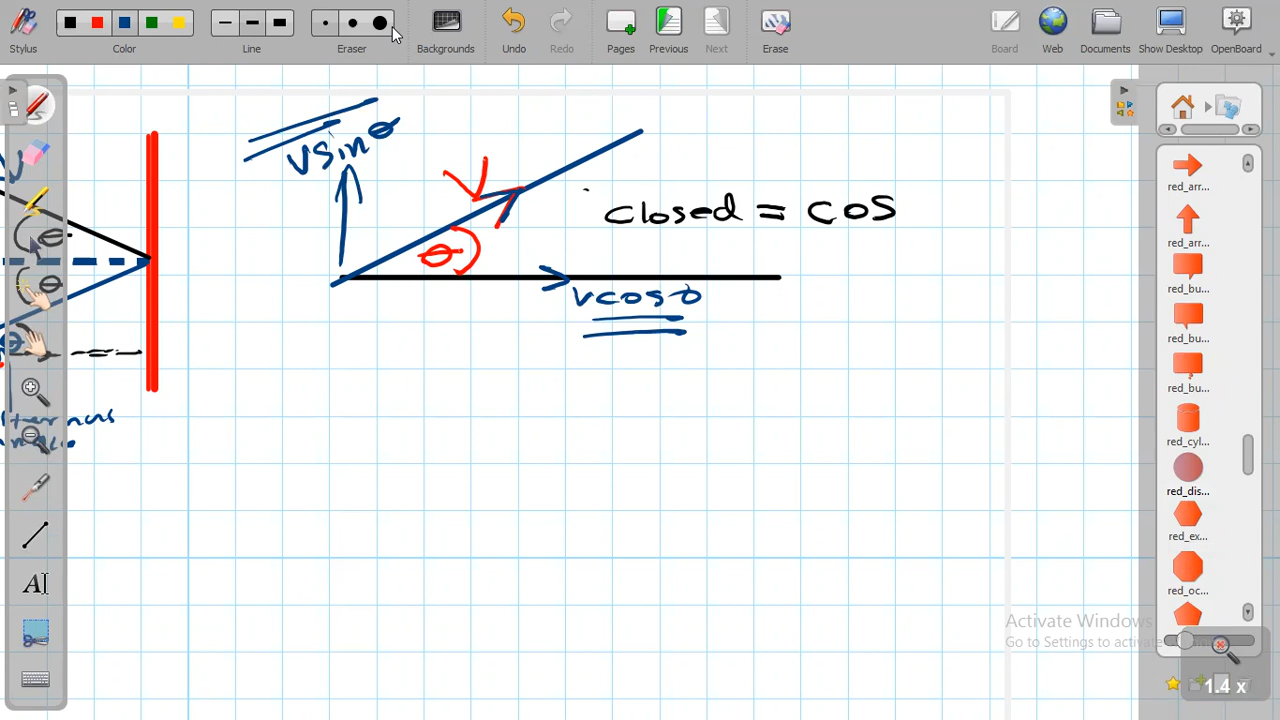 Stylus
Color
Line
Eraser
Backgrounds
Undo
Redo
Pages
Previous
Next
Erase
Board
Web
Documents
Show Desktop
OpenBoard
vsinθ
V
closed = cos
θ
vcosθ
θ
θ
red_arr...
red_arr...
red_bu...
red_bu...
red_bu...
red_cyl...
red_dis...
red_ex...
red_oc...
Activate Windows
Go to Settings to activate
1.4 x